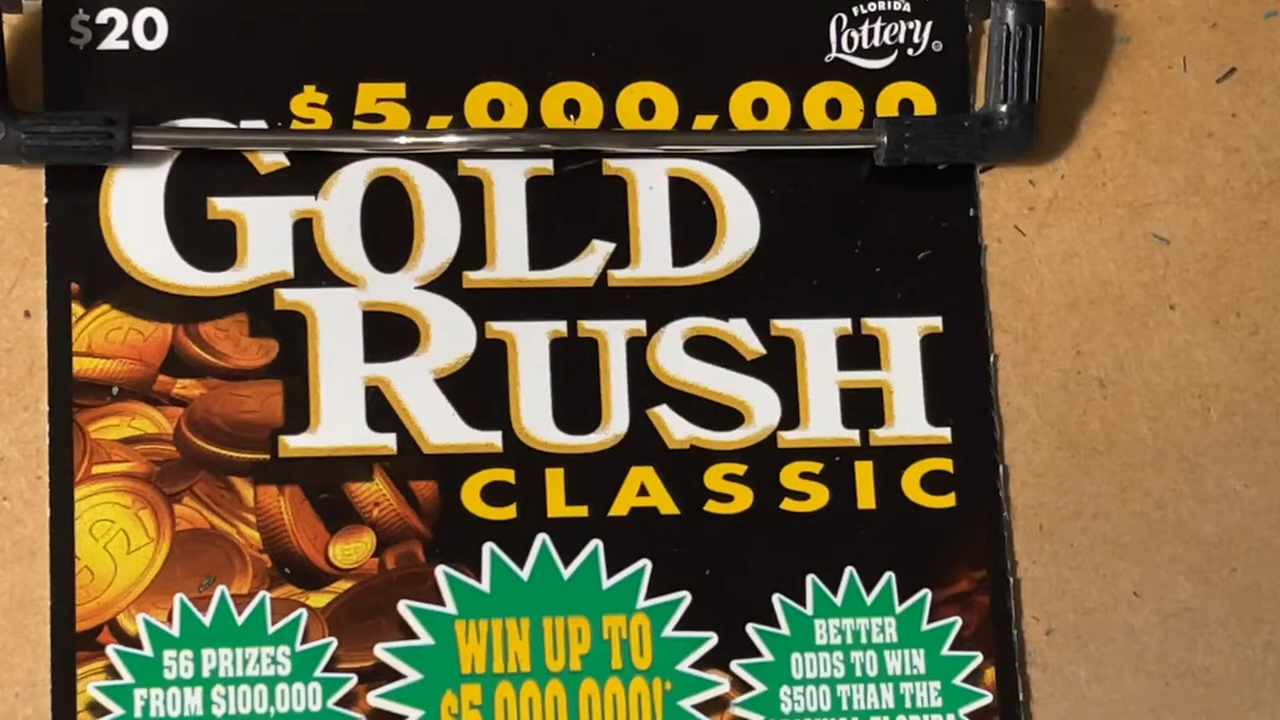 $20
FLORIDA
Lottery
$5,000,000
GOLD
RUSH
CLASSIC
56 PRIZES
FROM $100,000
WIN UP TO
$5,000,000!*
BETTER
ODDS TO WIN
$500 THAN THE